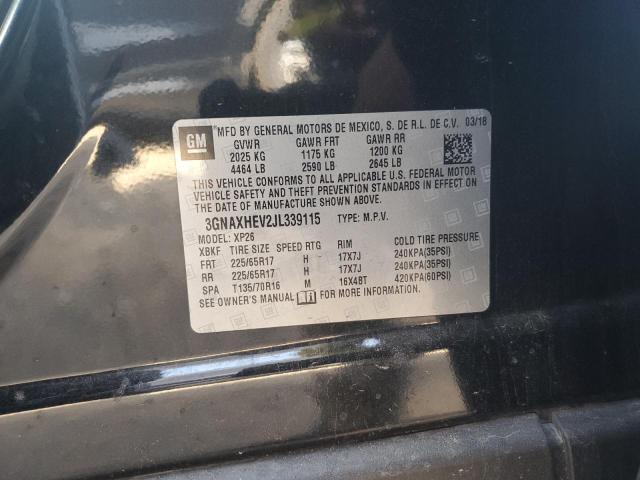 GM
MFD BY GENERAL MOTORS DE MEXICO, S. DE R.L. DE C.V. 03/18
GVWR GAWR FRT GAWR RR
2025 KG 1175 KG 1200 KG
4464 LB 2590 LB 2645 LB
THIS VEHICLE CONFORMS TO ALL APPLICABLE U.S. FEDERAL MOTOR
VEHICLE SAFETY AND THEFT PREVENTION STANDARDS IN EFFECT ON
THE DATE OF MANUFACTURE SHOWN ABOVE.
3GNAXHEV2JL339115 TYPE: M.P.V.
MODEL: XP26
XBKF TIRE SIZE SPEED RTG RIM COLD TIRE PRESSURE
FRT 225/65R17 H 17X7J 240KPA(35PSI)
RR 225/65R17 H 17X7J 240KPA(35PSI)
SPA T135/70R16 M 16X4BT 420KPA(60PSI)
SEE OWNER'S MANUAL FOR MORE INFORMATION.